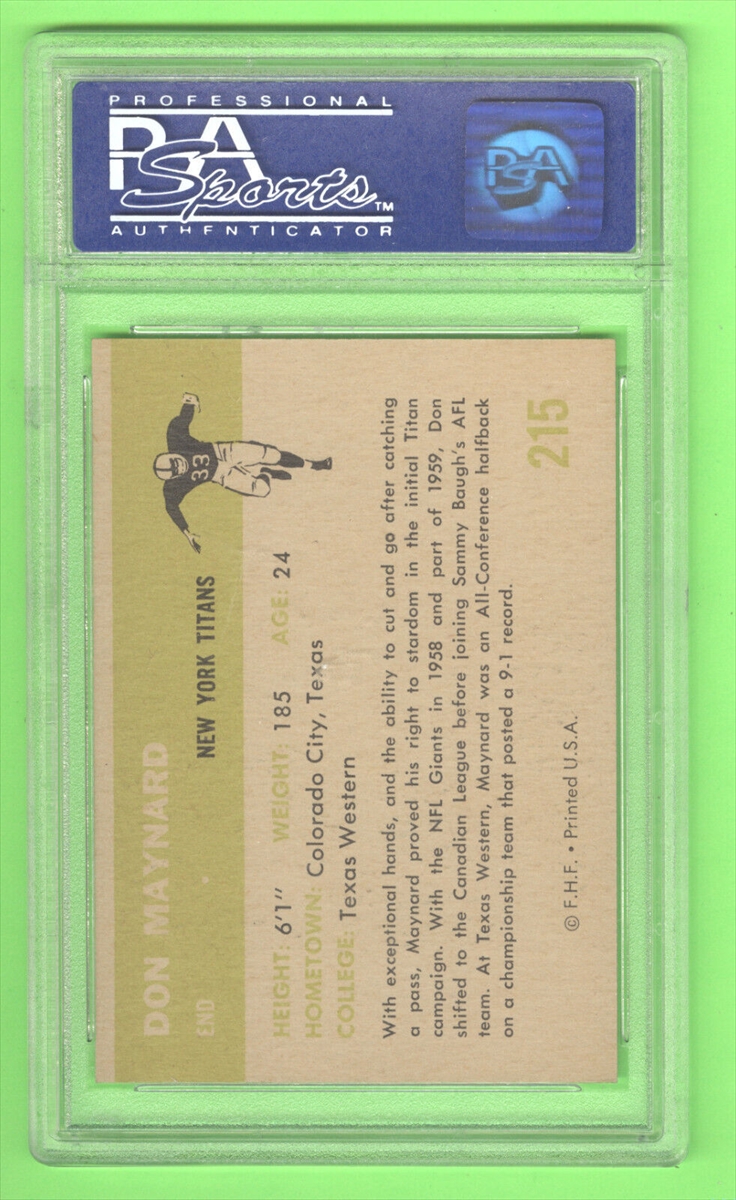 PROFESSIONAL
PSA
Sports™
AUTHENTICATOR
PSA
DON MAYNARD
END
NEW YORK TITANS
33
HEIGHT: 6'1" WEIGHT: 185 AGE: 24
HOMETOWN: Colorado City, Texas
COLLEGE: Texas Western
With exceptional hands, and the ability to cut and go after catching
a pass, Maynard proved his right to stardom in the initial Titan
campaign. With the NFL Giants in 1958 and part of 1959, Don
shifted to the Canadian League before joining Sammy Baugh's AFL
team. At Texas Western, Maynard was an All-Conference halfback
on a championship team that posted a 9-1 record.
215
© F.H.F. • Printed U.S.A.